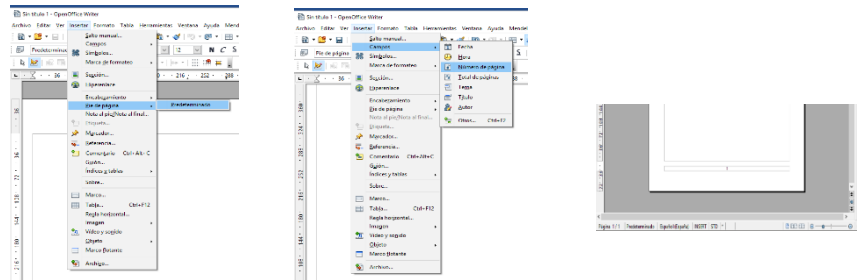 Sin título 1 - OpenOffice Writer
Archivo Editar Ver Insertar Formato Tabla Herramientas Ventana Ayuda Mendel
Salto manual...
Campos
Símbolos...
Marca de formateo
Sección...
Hiperenlace
Encabezamiento
Pie de página
Predeterminado
Nota al pie/Nota al final...
Etiqueta...
Marcador...
Referencia...
Comentario Ctrl+Alt+C
Guión...
Índices y tablas
Sobre...
Marco...
Tabla... Ctrl+F12
Regla horizontal...
Imagen
Vídeo y sonido
Objeto
Marco flotante
Archivo...
Sin título 1 - OpenOffice Writer
Archivo Editar Ver Insertar Formato Tabla Herramientas Ventana Ayuda Mendel
Pie de página
Salto manual...
Campos
Símbolos...
Marca de formateo
Sección...
Hiperenlace
Encabezamiento
Pie de página
Nota al pie/Nota al final...
Etiqueta...
Marcador...
Referencia...
Comentario Ctrl+Alt+C
Guión...
Índices y tablas
Sobre...
Marco...
Tabla... Ctrl+F12
Regla horizontal...
Imagen
Vídeo y sonido
Objeto
Marco flotante
Archivo...
Fecha
Hora
Número de página
Total de páginas
Tema
Título
Autor
Otros... Ctrl+F2
Página 1 / 1 Predeterminado Español (España) INSERT STD